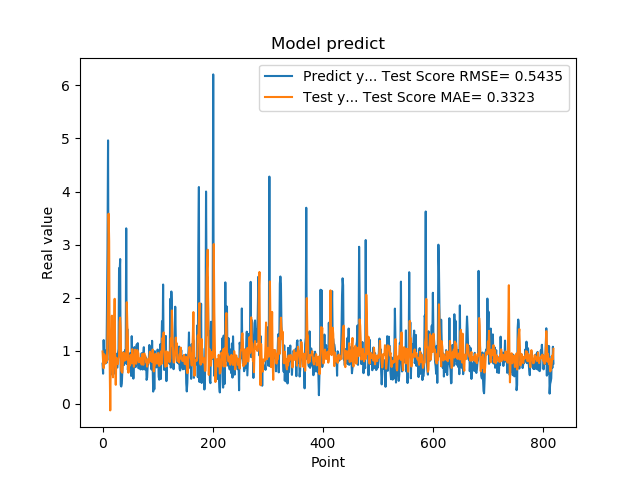 Model predict
Predict y... Test Score RMSE= 0.5435
Test y... Test Score MAE= 0.3323
Real value
6
5
4
3
2
1
0
0 200 400 600 800
Point